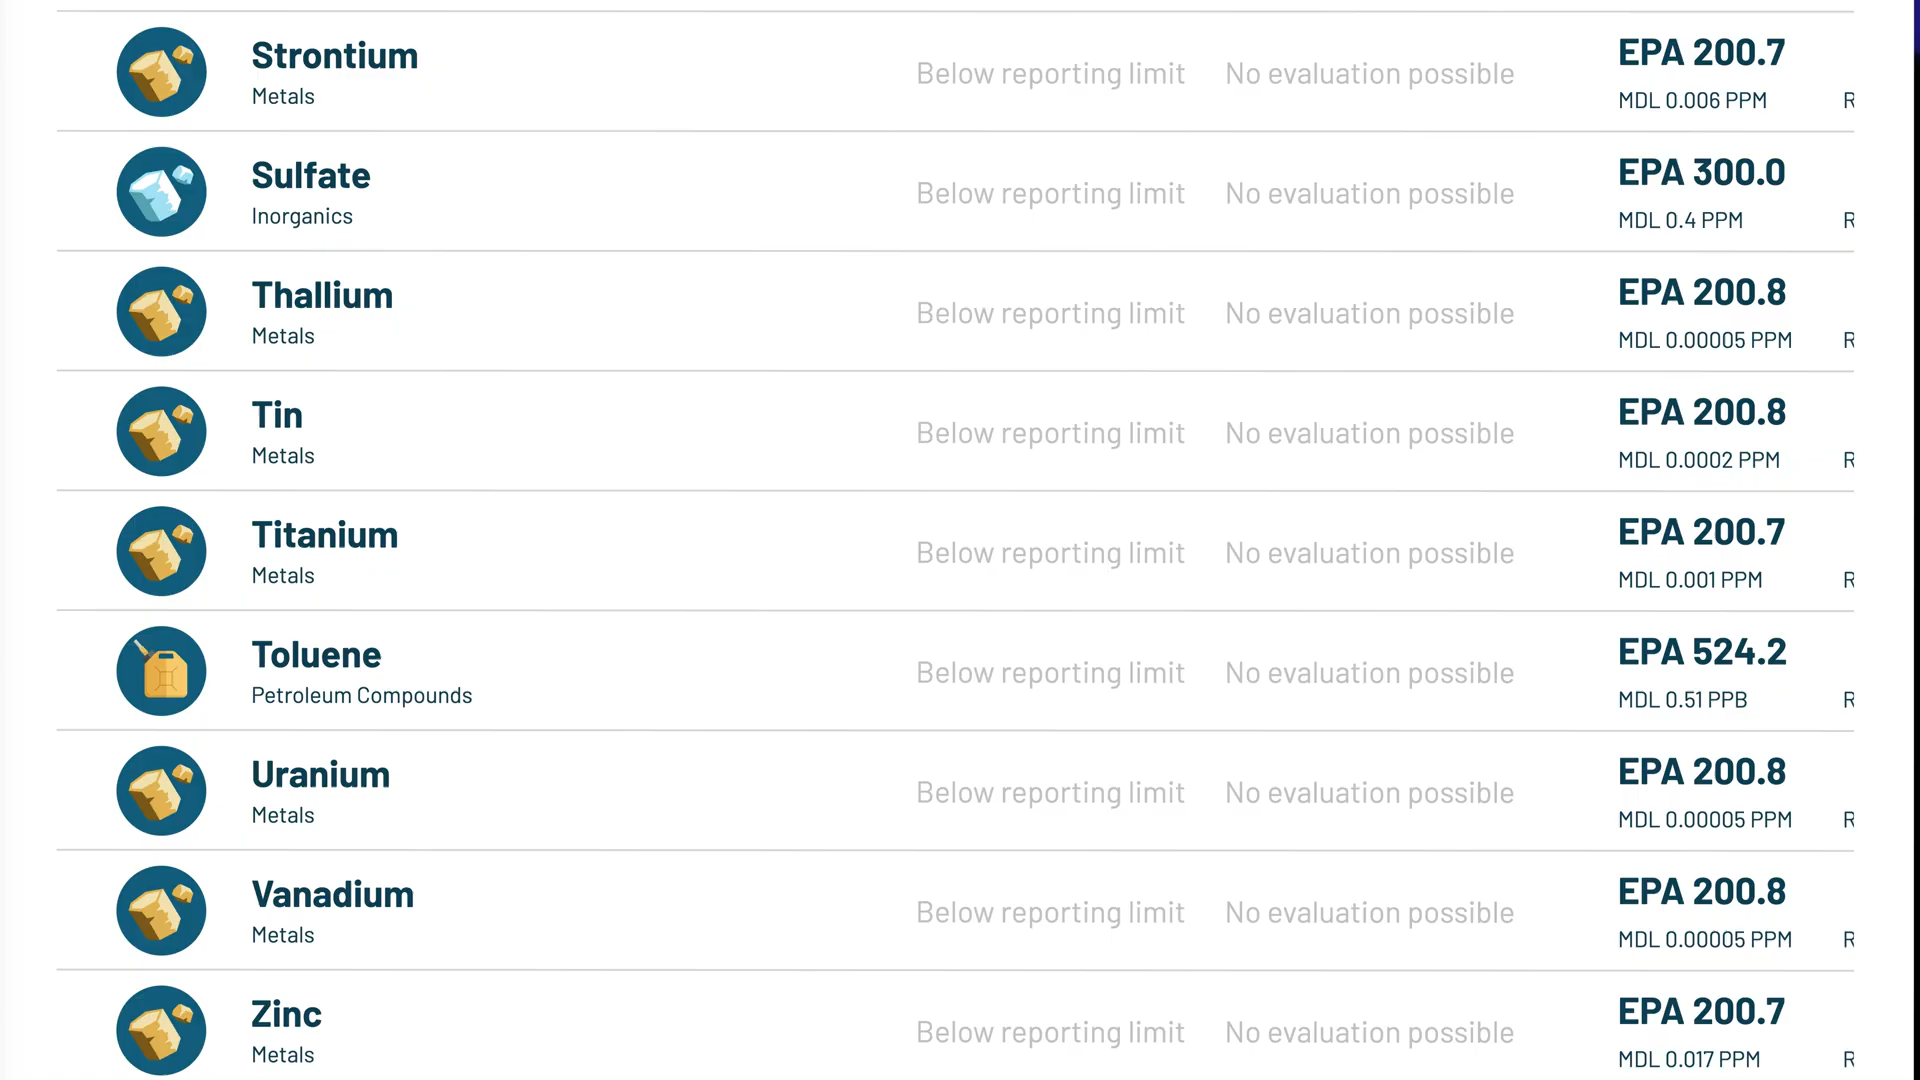 Strontium
Metals
Below reporting limit
No evaluation possible
EPA 200.7
MDL 0.006 PPM
R
Sulfate
Inorganics
Below reporting limit
No evaluation possible
EPA 300.0
MDL 0.4 PPM
R
Thallium
Metals
Below reporting limit
No evaluation possible
EPA 200.8
MDL 0.00005 PPM
R
Tin
Metals
Below reporting limit
No evaluation possible
EPA 200.8
MDL 0.0002 PPM
R
Titanium
Metals
Below reporting limit
No evaluation possible
EPA 200.7
MDL 0.001 PPM
R
Toluene
Petroleum Compounds
Below reporting limit
No evaluation possible
EPA 524.2
MDL 0.51 PPB
R
Uranium
Metals
Below reporting limit
No evaluation possible
EPA 200.8
MDL 0.00005 PPM
R
Vanadium
Metals
Below reporting limit
No evaluation possible
EPA 200.8
MDL 0.00005 PPM
R
Zinc
Metals
Below reporting limit
No evaluation possible
EPA 200.7
MDL 0.017 PPM
R